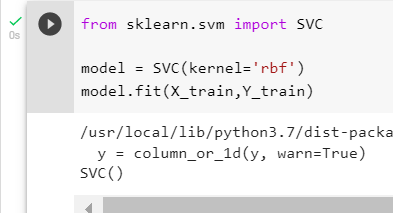 from sklearn.svm import SVC
model = SVC(kernel='rbf')
model.fit(X_train,Y_train)
0s
/usr/local/lib/python3.7/dist-packa
y = column_or_1d(y, warn=True)
SVC()